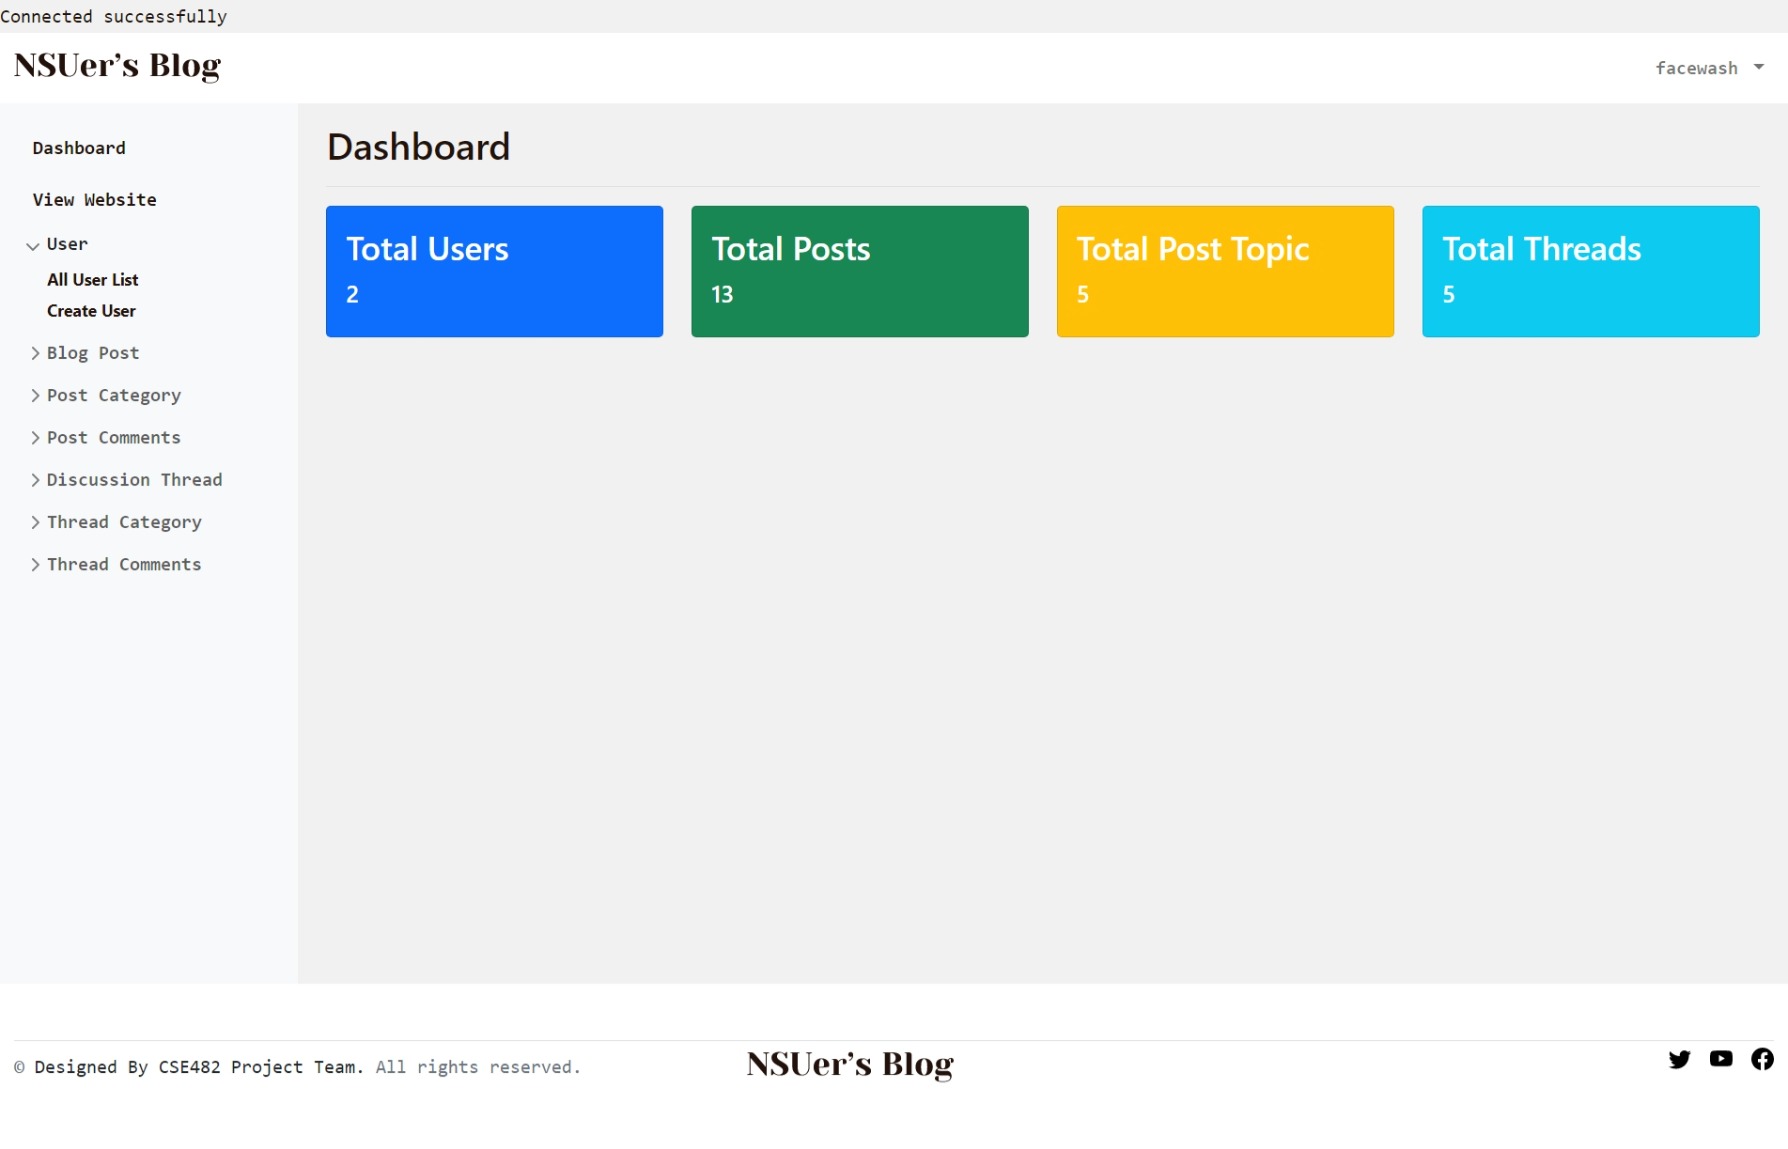 Connected successfully
NSUer's Blog
facewash
Dashboard
View Website
User
All User List
Create User
Blog Post
Post Category
Post Comments
Discussion Thread
Thread Category
Thread Comments
Dashboard
Total Users
2
Total Posts
13
Total Post Topic
5
Total Threads
5
© Designed By CSE482 Project Team. All rights reserved.
NSUer's Blog